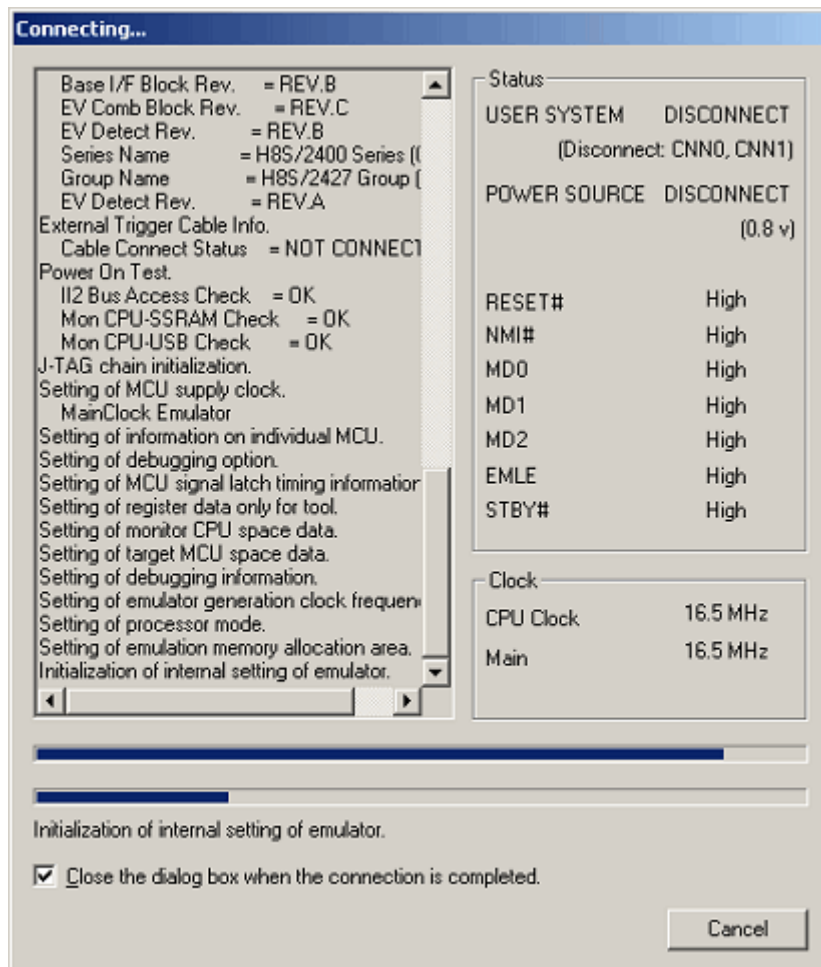 Connecting...
Base I/F Block Rev. = REV.B
EV Comb Block Rev. = REV.C
EV Detect Rev. = REV.B
Series Name = H8S/2400 Series ((
Group Name = H8S/2427 Group (
EV Detect Rev. = REV.A
External Trigger Cable Info.
Cable Connect Status = NOT CONNECT
Power On Test.
II2 Bus Access Check = OK
Mon CPU-SSRAM Check = OK
Mon CPU-USB Check = OK
J-TAG chain initialization.
Setting of MCU supply clock.
MainClock Emulator
Setting of information on individual MCU.
Setting of debugging option.
Setting of MCU signal latch timing information
Setting of register data only for tool.
Setting of monitor CPU space data.
Setting of target MCU space data.
Setting of debugging information.
Setting of emulator generation clock frequen
Setting of processor mode.
Setting of emulation memory allocation area.
Initialization of internal setting of emulator.
Status
USER SYSTEM DISCONNECT
(Disconnect: CNN0, CNN1)
POWER SOURCE DISCONNECT
(0.8 v)
RESET# High
NMI# High
MD0 High
MD1 High
MD2 High
EMLE High
STBY# High
Clock
CPU Clock 16.5 MHz
Main 16.5 MHz
Initialization of internal setting of emulator.
Close the dialog box when the connection is completed.
Cancel